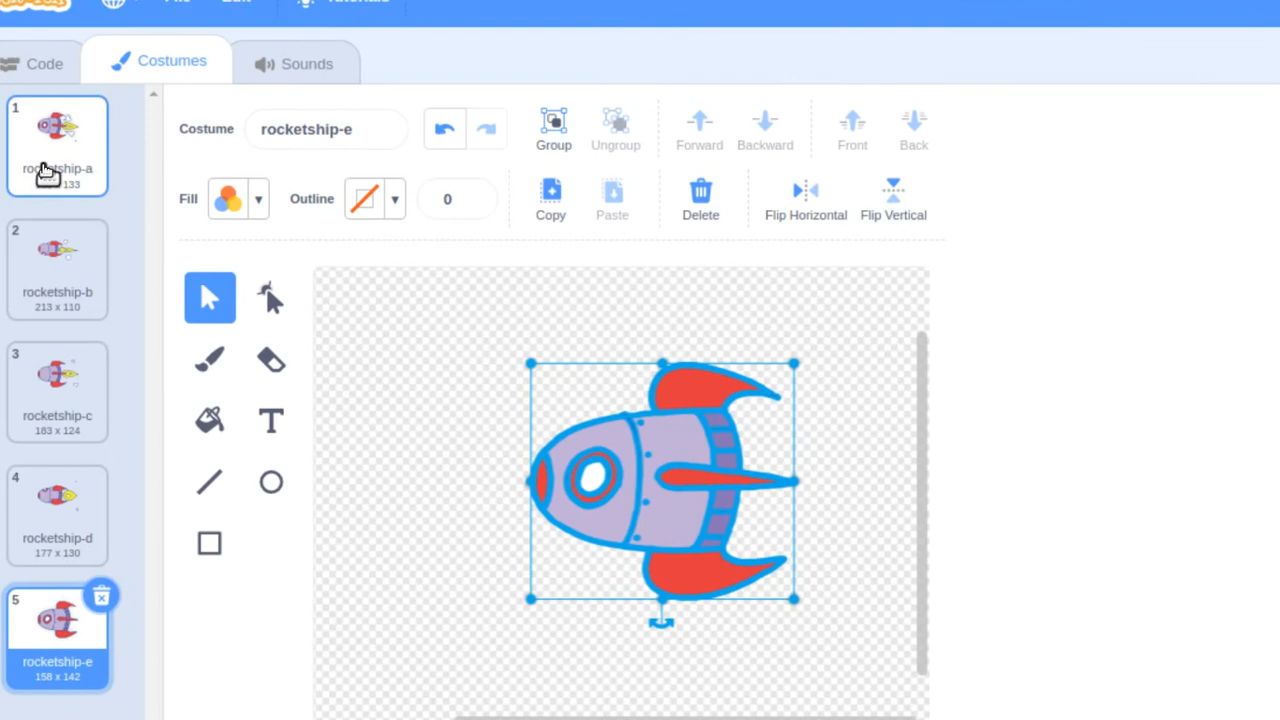 Code
Costumes
Sounds
1
rocketship-a
133
2
rocketship-b
213 x 110
3
rocketship-c
183 x 124
4
rocketship-d
177 x 130
5
rocketship-e
158 x 142
Costume
rocketship-e
Group
Ungroup
Forward
Backward
Front
Back
Fill
Outline
0
Copy
Paste
Delete
Flip Horizontal
Flip Vertical
T